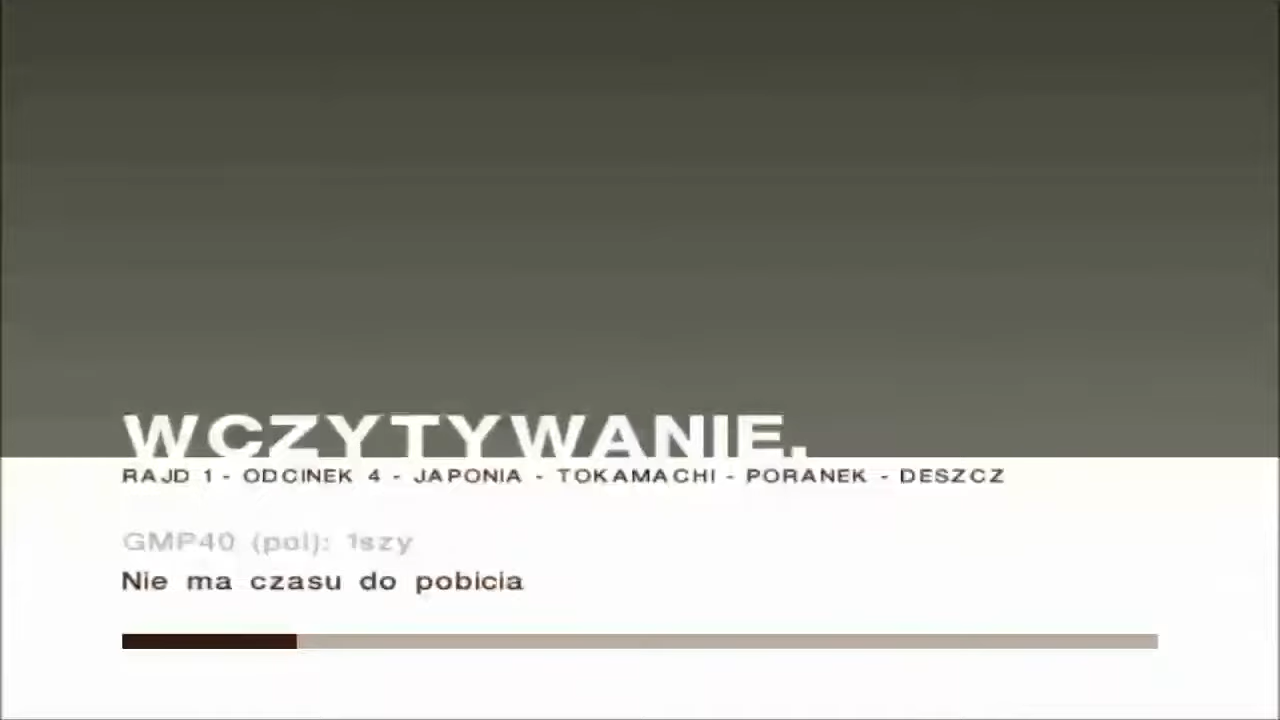 WCZYTYWANIE.
RAJD 1 - ODCINEK 4 - JAPONIA - TOKAMACHI - PORANEK - DESZCZ
GMP40 (pol): 1szy
Nie ma czasu do pobicia